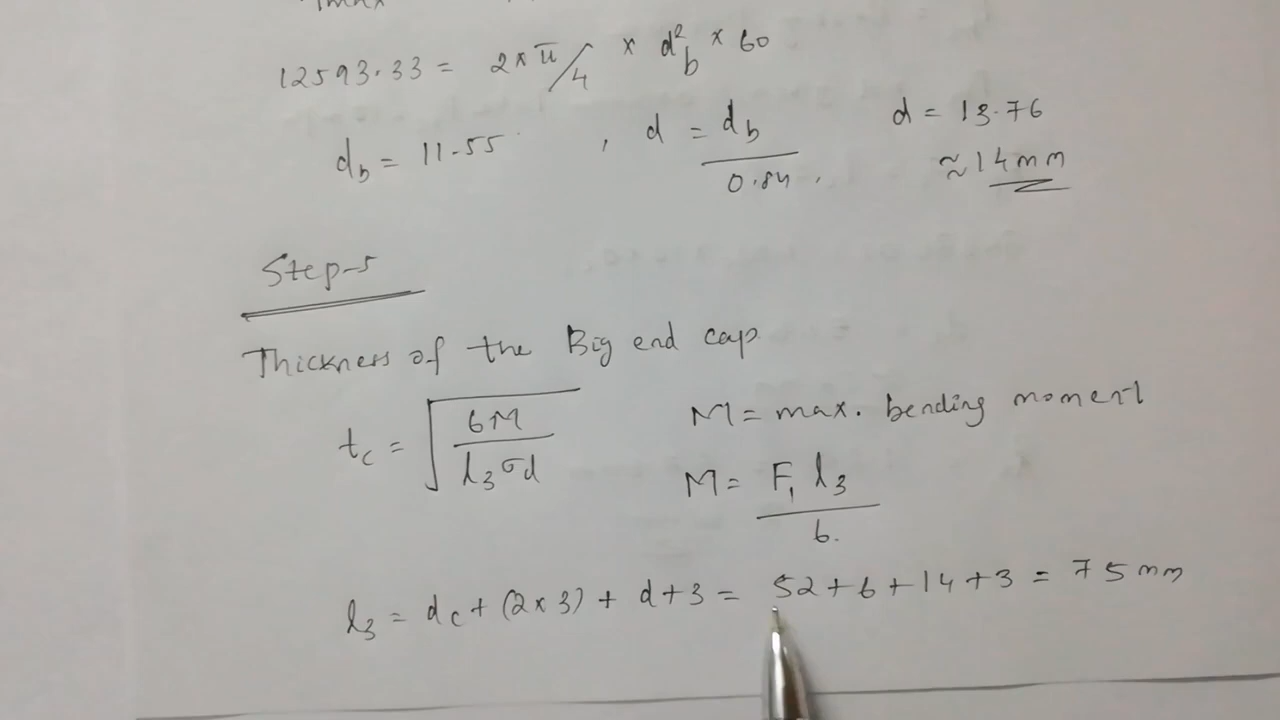 12593.33 = 2 × π/4 × d²b × 60
db = 11.55 , d = db/0.84 , d = 13.76
≈ 14 mm
Step-5
Thickness of the Big end cap
tc = √(6M / l3 σd) M = max. bending moment
M = F1 l3 / 6.
l3 = dc + (2×3) + d+3 = 52+6+14+3 = 75 mm